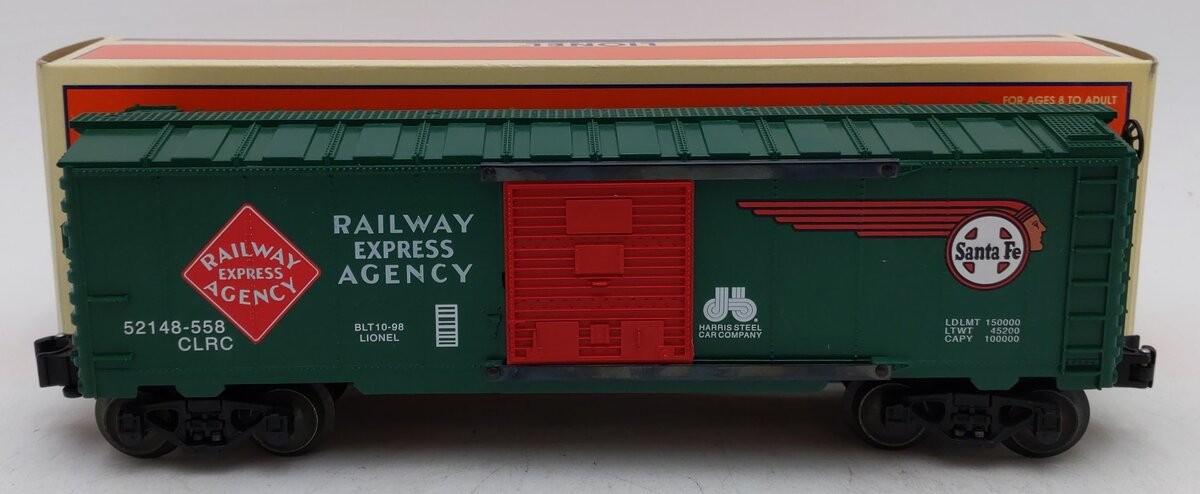 LIONEL
FOR AGES 8 TO ADULT
RAILWAY
EXPRESS
AGENCY
52148-558
CLRC
RAILWAY
EXPRESS
AGENCY
BLT10-98
LIONEL
HARRIS STEEL
CAR COMPANY
Santa Fe
LDLMT 150000
LTWT 45200
CAPY 100000